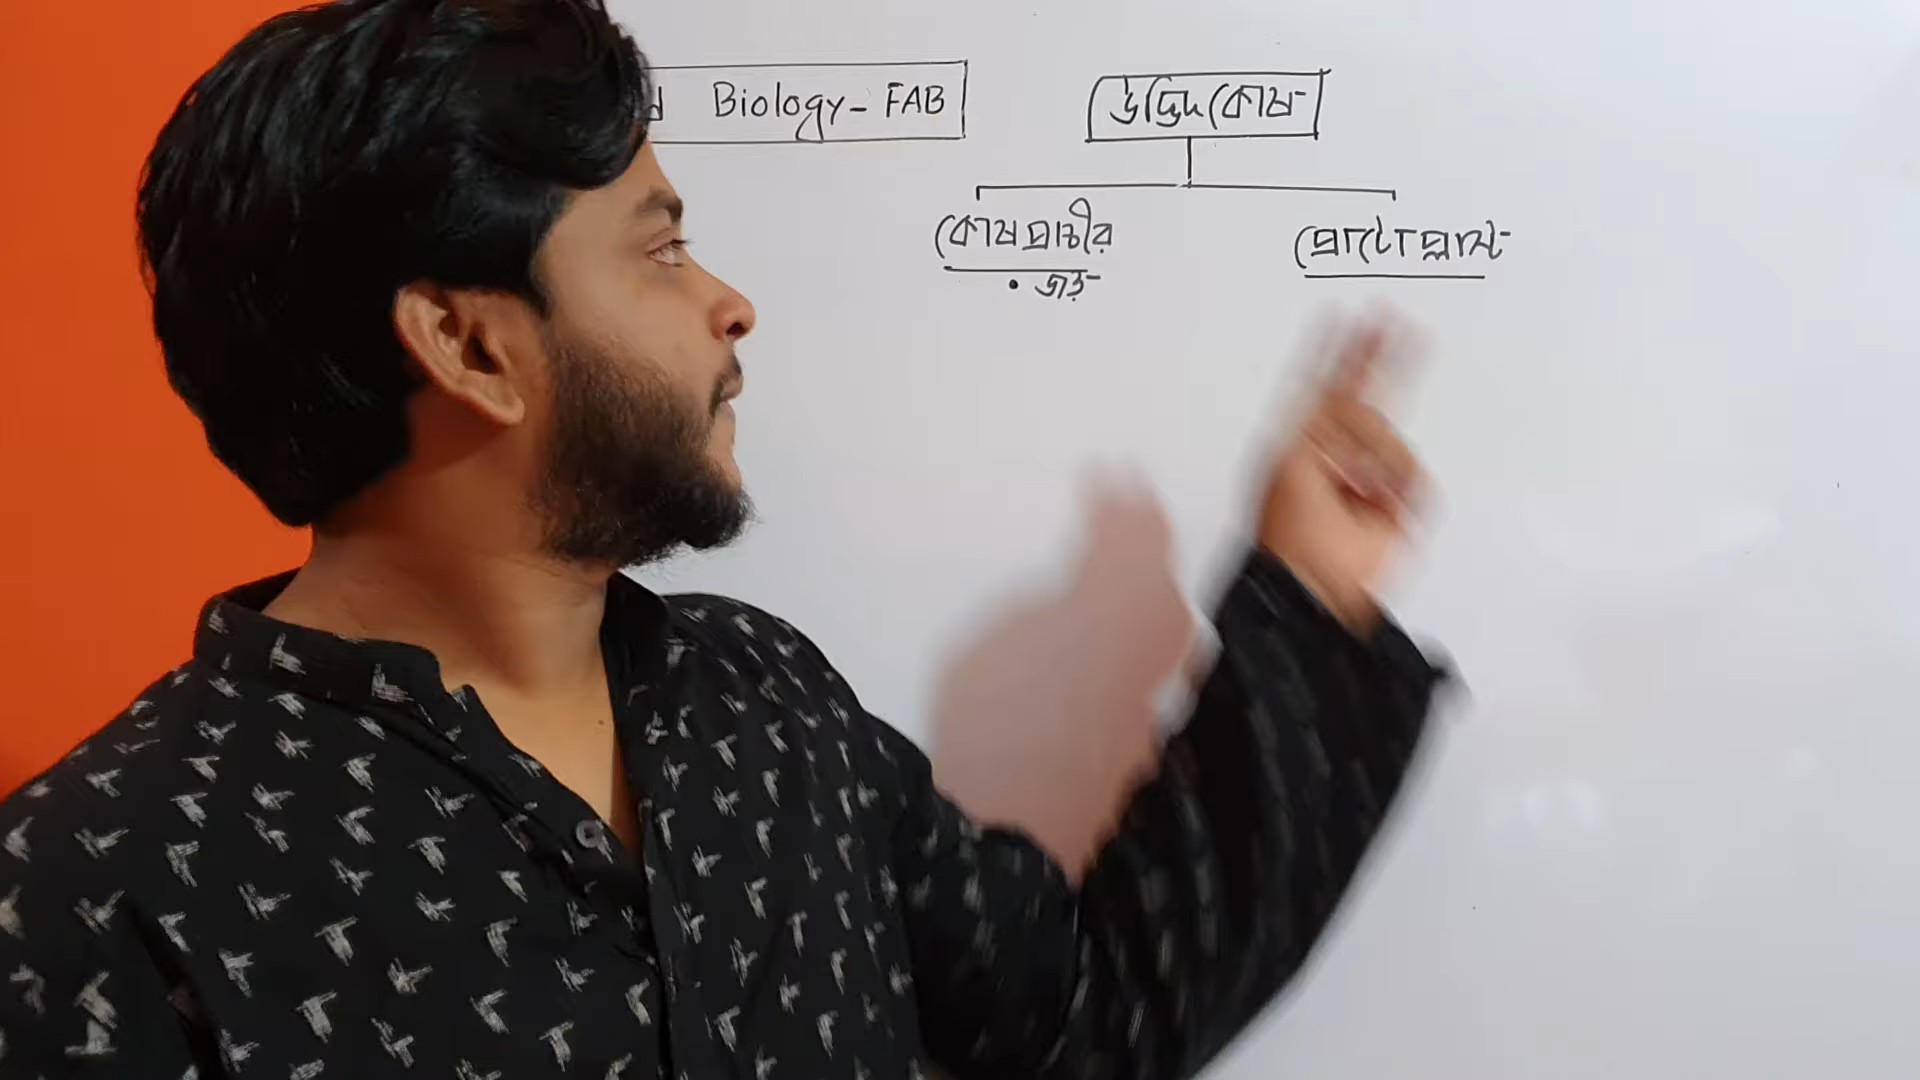 Biology - FAB
উদ্ভিদকোষ
কোষপ্রাচীর
• জড়
প্রোটোপ্লাস্ট